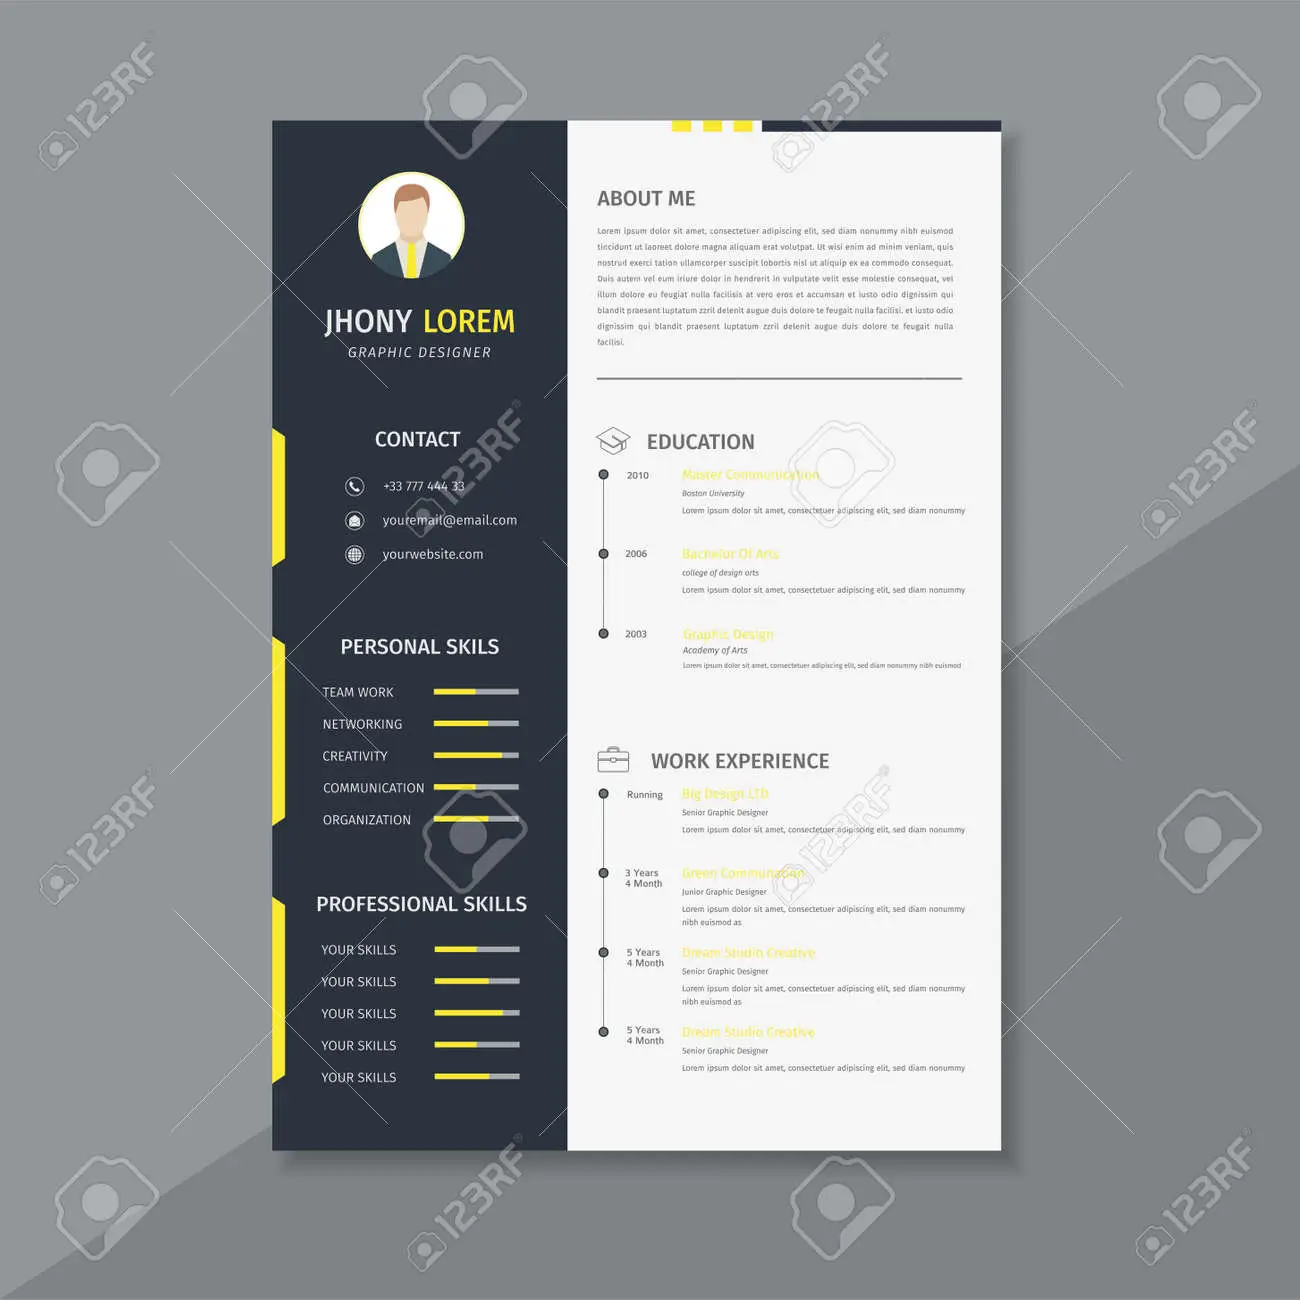 JHONY LOREM
GRAPHIC DESIGNER
CONTACT
+33 777 444 33
youremail@email.com
yourwebsite.com
PERSONAL SKILS
TEAM WORK
NETWORKING
CREATIVITY
COMMUNICATION
ORGANIZATION
PROFESSIONAL SKILLS
YOUR SKILLS
YOUR SKILLS
YOUR SKILLS
YOUR SKILLS
YOUR SKILLS
ABOUT ME
Lorem ipsum dolor sit amet, consectetuer adipiscing elit, sed diam nonummy nibh euismod
tincidunt ut laoreet dolore magna aliquam erat volutpat. Ut wisi enim ad minim veniam, quis
nostrud exerci tation ullamcorper suscipit lobortis nisl ut aliquip ex ea commodo consequat.
Duis autem vel eum iriure dolor in hendrerit in vulputate velit esse molestie consequat, vel
illum dolore eu feugiat nulla facilisis at vero eros et accumsan et iusto odio dignissim qui
blandit praesent luptatum zzril delenit augue duis dolore te feugait nulla facilisi. iusto odio
dignissim qui blandit praesent luptatum zzril delenit augue duis dolore te feugait nulla
facilisi.
EDUCATION
2010 Master Communication
Boston University
Lorem ipsum dolor sit amet, consectetuer adipiscing elit, sed diam nonummy
2006 Bachelor Of Arts
college of design arts
Lorem ipsum dolor sit amet, consectetuer adipiscing elit, sed diam nonummy
2003 Graphic Design
Academy of Arts
Lorem ipsum dolor sit amet, consectetuer adipiscing elit, sed diam nonummy nibh euismod
WORK EXPERIENCE
Running Big Design LTD
Senior Graphic Designer
Lorem ipsum dolor sit amet, consectetuer adipiscing elit, sed diam nonummy
3 Years Green Communation
4 Month Junior Graphic Designer
Lorem ipsum dolor sit amet, consectetuer adipiscing elit, sed diam nonummy
nibh euismod as
5 Years Dream Studio Creative
4 Month Senior Graphic Designer
Lorem ipsum dolor sit amet, consectetuer adipiscing elit, sed diam nonummy
nibh euismod as
5 Years Dream Studio Creative
4 Month Senior Graphic Designer
Lorem ipsum dolor sit amet, consectetuer adipiscing elit, sed diam nonummy
123RF
123RF
123RF
123RF
123RF
123RF
123RF
123RF
123RF
123RF
123RF
123RF